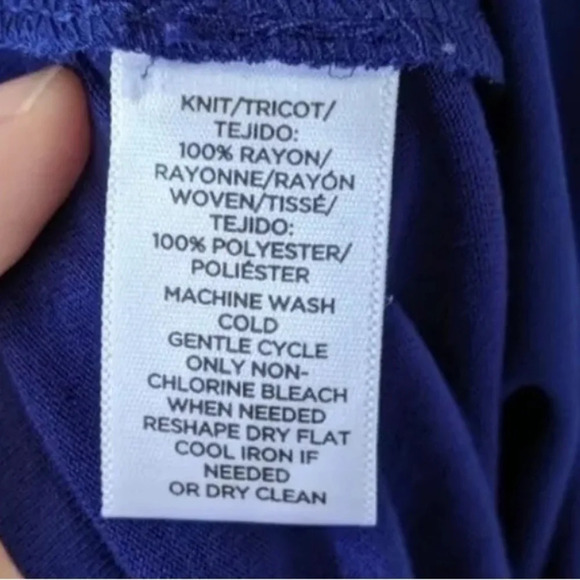 KNIT/TRICOT/
TEJIDO:
100% RAYON/
RAYONNE/RAYÓN
WOVEN/TISSÉ/
TEJIDO:
100% POLYESTER/
POLIÉSTER
MACHINE WASH
COLD
GENTLE CYCLE
ONLY NON-
CHLORINE BLEACH
WHEN NEEDED
RESHAPE DRY FLAT
COOL IRON IF
NEEDED
OR DRY CLEAN